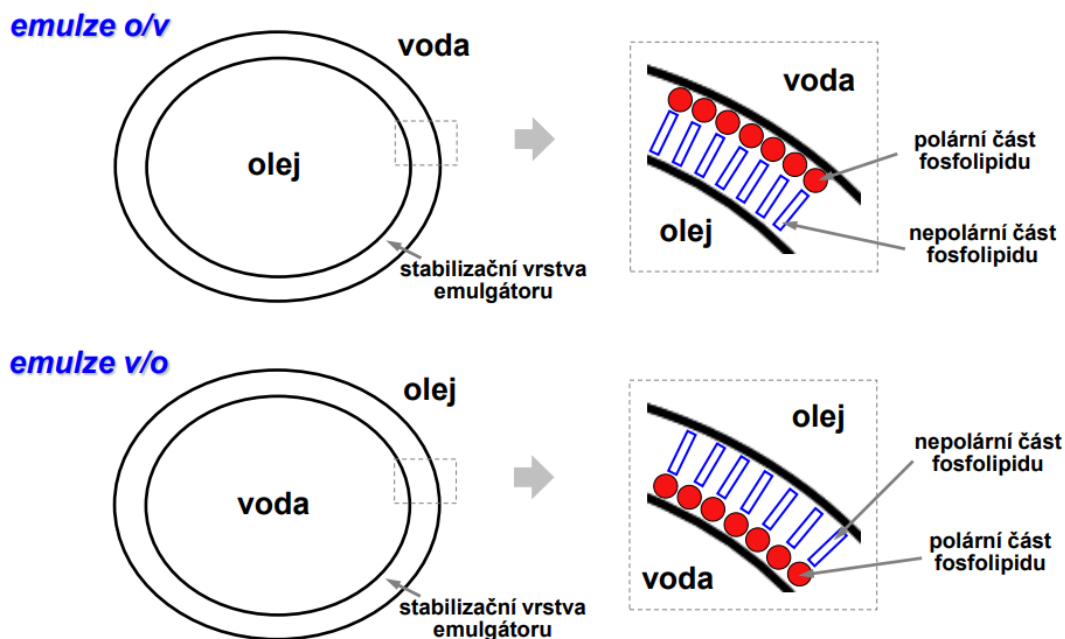 emulze o/v
voda
olej
stabilizační vrstva
emulgátoru
voda
olej
polární část
fosfolipidu
nepolární část
fosfolipidu
emulze v/o
olej
voda
stabilizační vrstva
emulgátoru
olej
voda
nepolární část
fosfolipidu
polární část
fosfolipidu